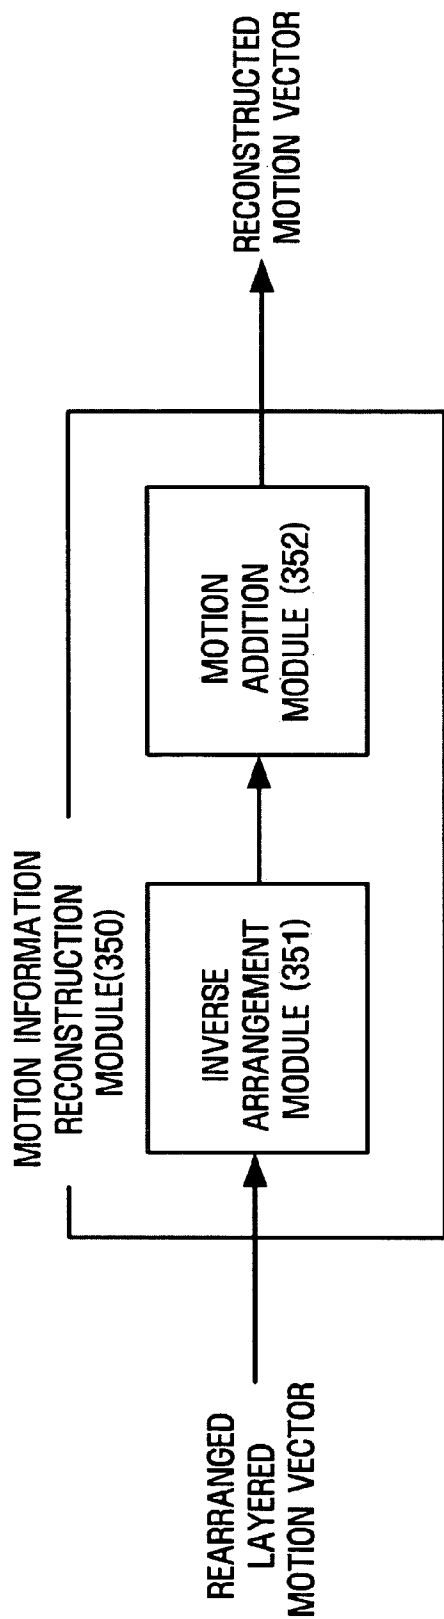 REARRANGED
LAYERED
MOTION VECTOR
MOTION INFORMATION
RECONSTRUCTION
MODULE(350)
INVERSE
ARRANGEMENT
MODULE (351)
MOTION
ADDITION
MODULE (352)
RECONSTRUCTED
MOTION VECTOR